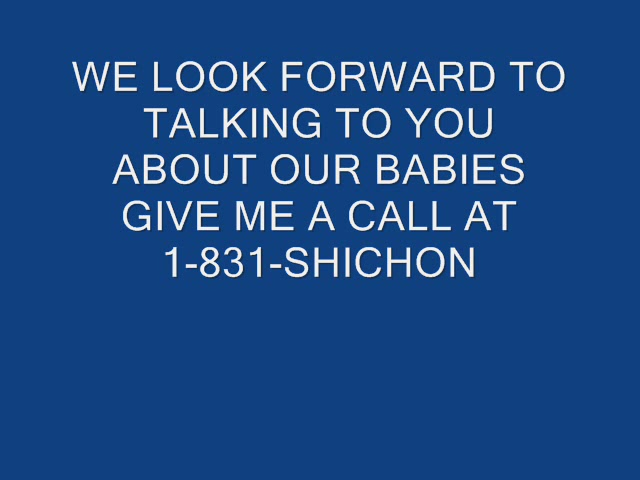 WE LOOK FORWARD TO
TALKING TO YOU
ABOUT OUR BABIES
GIVE ME A CALL AT
1-831-SHICHON